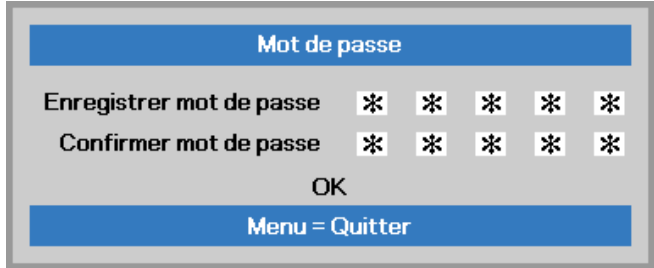 Mot de passe
Enregistrer mot de passe * * * * *
Confirmer mot de passe * * * * *
OK
Menu = Quitter